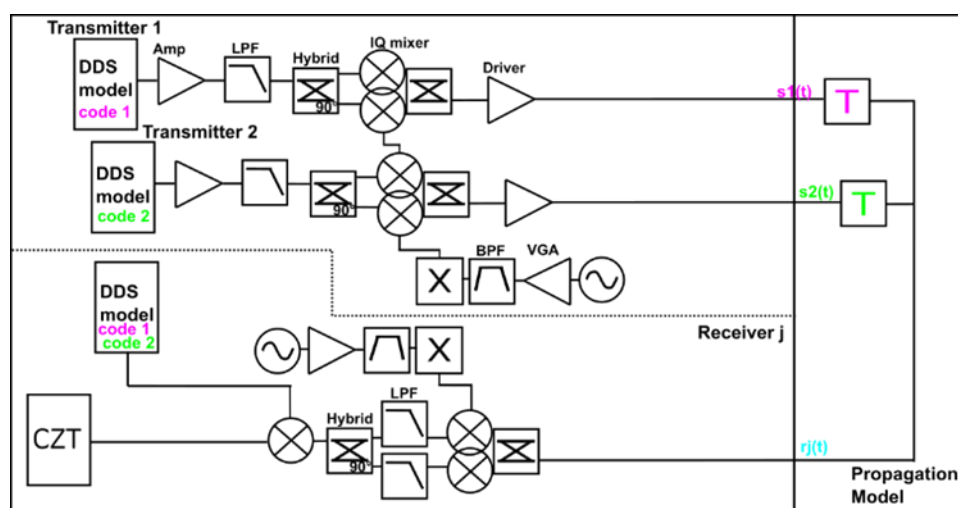 Transmitter 1
Amp
LPF
Hybrid
IQ mixer
Driver
DDS
model
code 1
90°
s1(t)
T
Transmitter 2
DDS
model
code 2
90°
s2(t)
T
BPF
VGA
X
DDS
model
code 1
code 2
Receiver j
X
LPF
Hybrid
CZT
90°
rj(t)
Propagation
Model